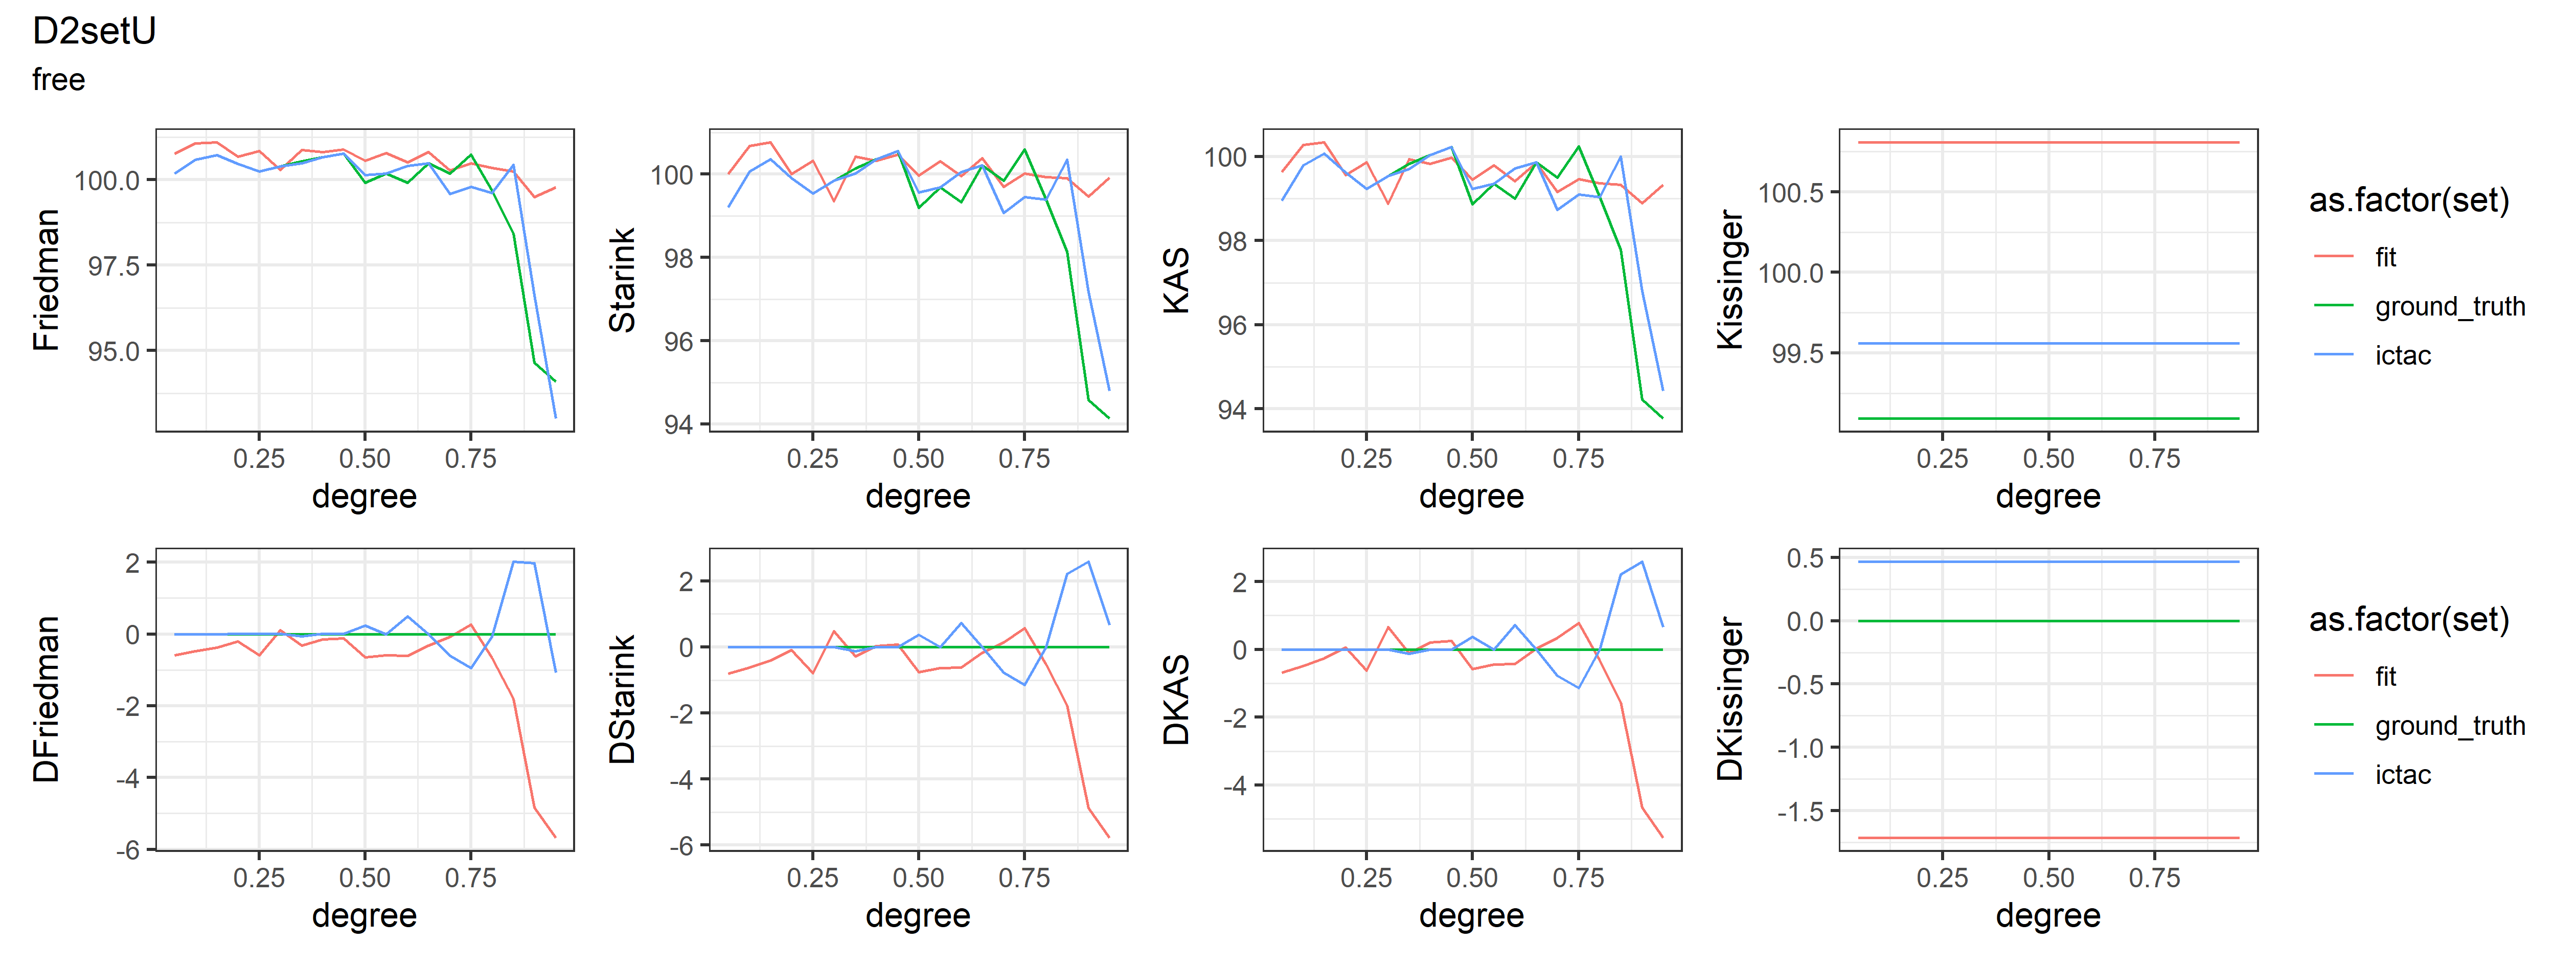 D2setU
free
Friedman
100.0
97.5
95.0
0.25 0.50 0.75
degree
Starink
100
98
96
94
0.25 0.50 0.75
degree
KAS
100
98
96
94
0.25 0.50 0.75
degree
Kissinger
100.5
100.0
99.5
0.25 0.50 0.75
degree
as.factor(set)
fit
ground_truth
ictac
DFriedman
2
0
-2
-4
-6
0.25 0.50 0.75
degree
DStarink
2
0
-2
-4
-6
0.25 0.50 0.75
degree
DKAS
2
0
-2
-4
0.25 0.50 0.75
degree
DKissinger
0.5
0.0
-0.5
-1.0
-1.5
0.25 0.50 0.75
degree
as.factor(set)
fit
ground_truth
ictac